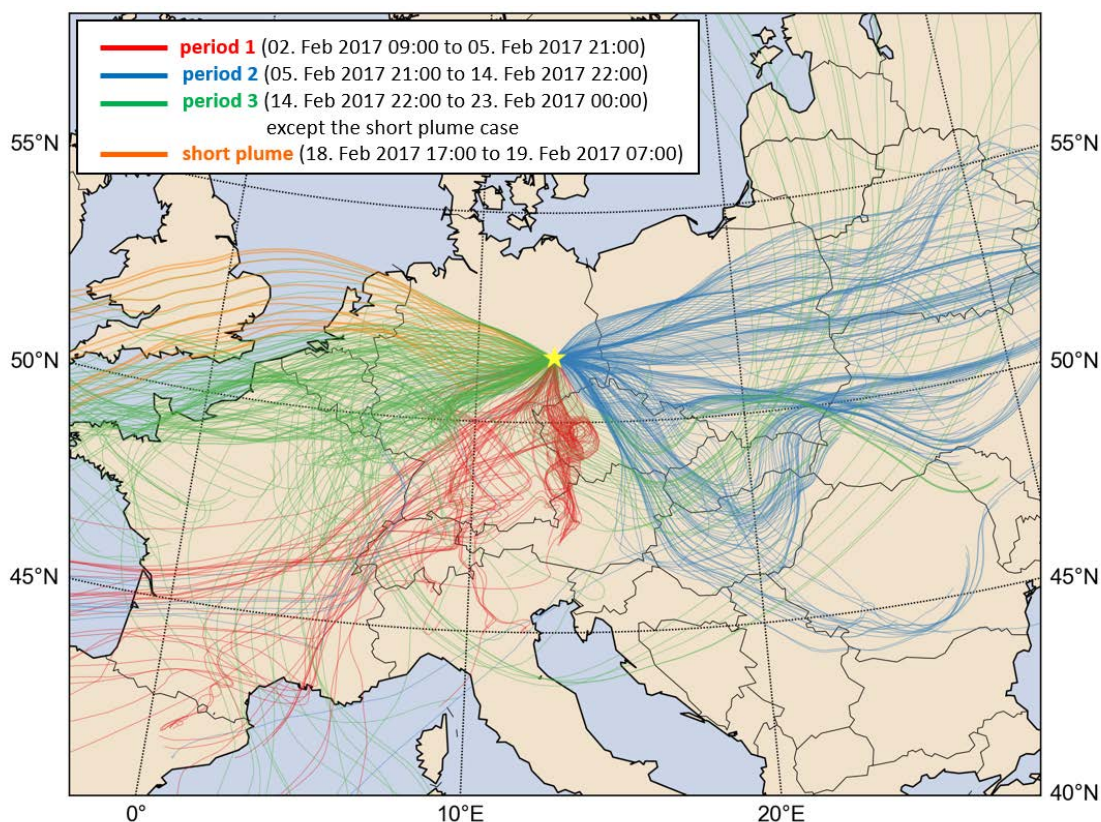 period 1 (02. Feb 2017 09:00 to 05. Feb 2017 21:00)
period 2 (05. Feb 2017 21:00 to 14. Feb 2017 22:00)
period 3 (14. Feb 2017 22:00 to 23. Feb 2017 00:00)
except the short plume case
short plume (18. Feb 2017 17:00 to 19. Feb 2017 07:00)
55°N
55°N
50°N
50°N
45°N
45°N
40°N
0°
10°E
20°E